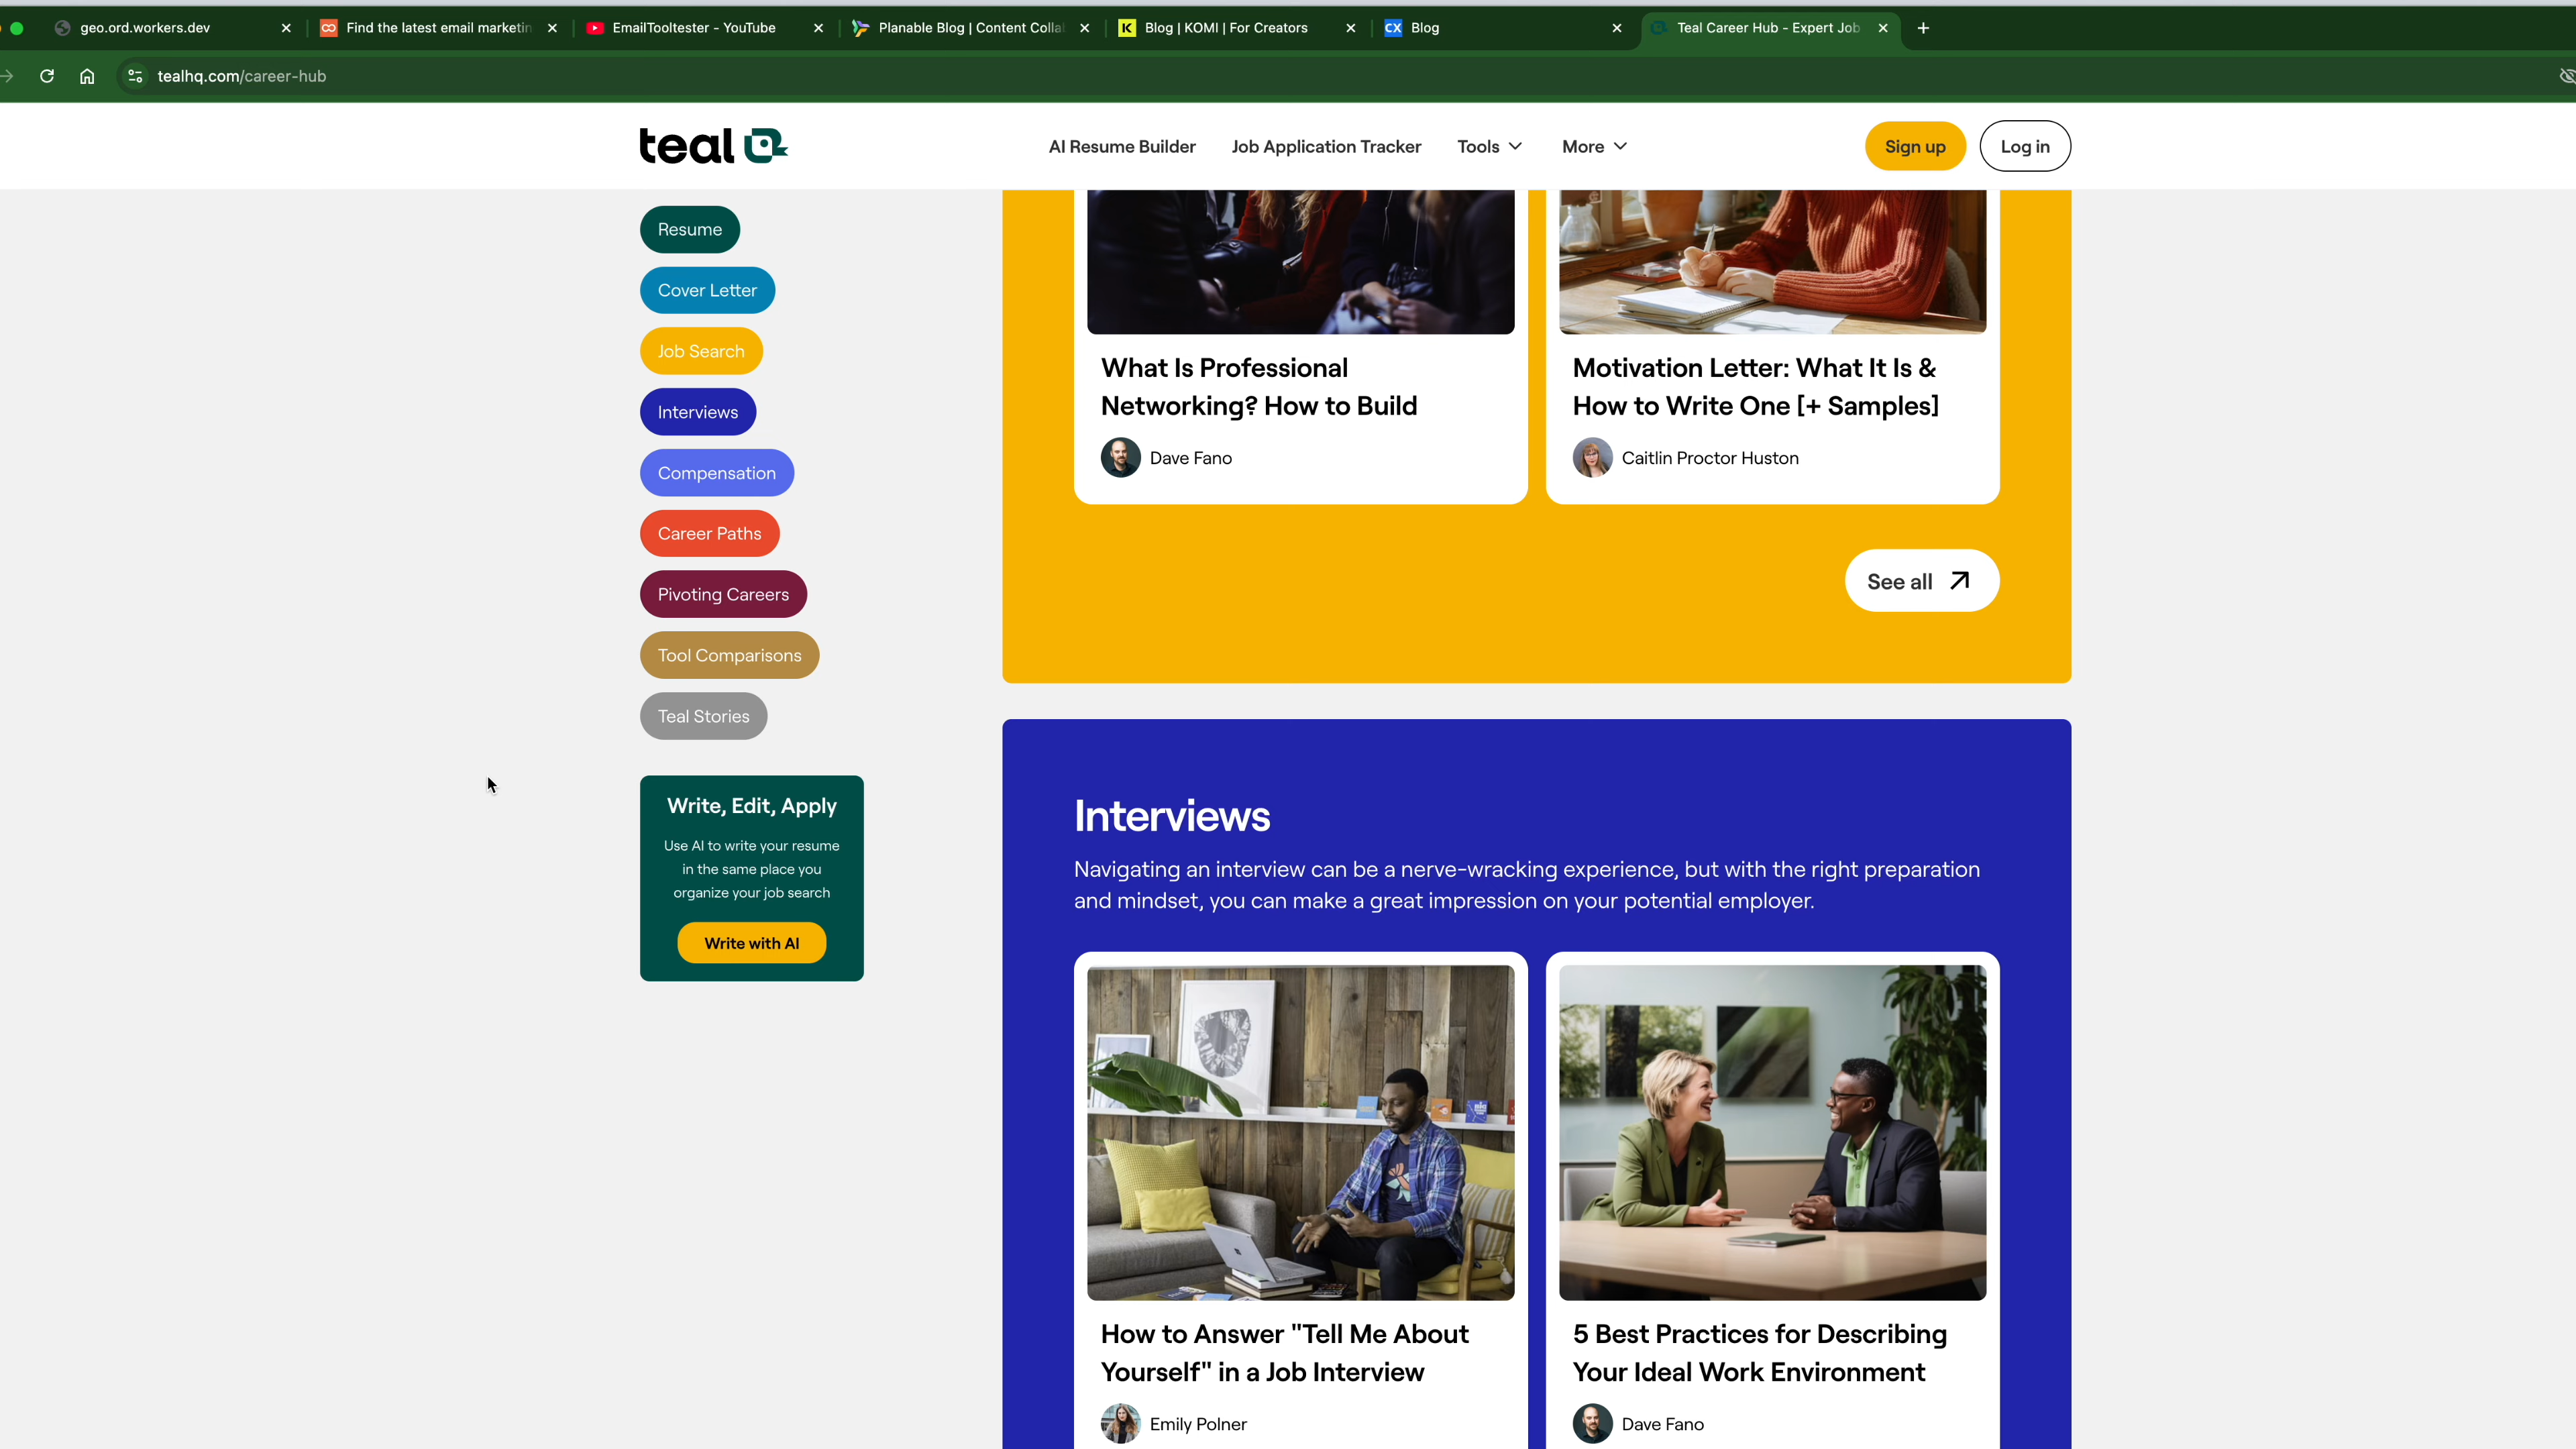 geo.ord.workers.dev
Find the latest email marketin
EmailTooltester - YouTube
Planable Blog | Content Colla
K
Blog | KOMI | For Creators
CX
Blog
Teal Career Hub - Expert Job
tealhq.com/career-hub
teal
AI Resume Builder
Job Application Tracker
Tools
More
Sign up
Log in
Resume
Cover Letter
Job Search
Interviews
Compensation
Career Paths
Pivoting Careers
Tool Comparisons
Teal Stories
Write, Edit, Apply
Use AI to write your resume
in the same place you
organize your job search
Write with AI
What Is Professional
Networking? How to Build
Dave Fano
Motivation Letter: What It Is &
How to Write One [+ Samples]
Caitlin Proctor Huston
See all
Interviews
Navigating an interview can be a nerve-wracking experience, but with the right preparation
and mindset, you can make a great impression on your potential employer.
How to Answer "Tell Me About
Yourself" in a Job Interview
Emily Polner
5 Best Practices for Describing
Your Ideal Work Environment
Dave Fano